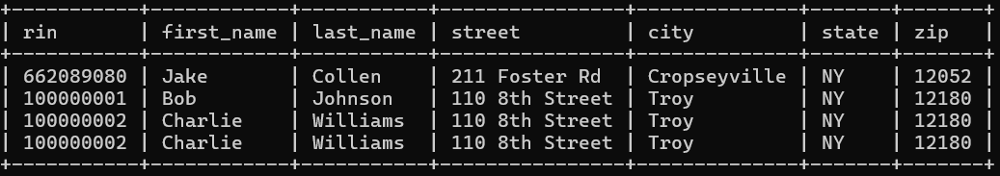 +-----------+------------+-----------+----------------+--------------+-------+-------+
| rin       | first_name | last_name | street         | city         | state | zip   |
+-----------+------------+-----------+----------------+--------------+-------+-------+
| 662089080 | Jake       | Collen    | 211 Foster Rd  | Cropseyville | NY    | 12052 |
| 100000001 | Bob        | Johnson   | 110 8th Street | Troy         | NY    | 12180 |
| 100000002 | Charlie    | Williams  | 110 8th Street | Troy         | NY    | 12180 |
| 100000002 | Charlie    | Williams  | 110 8th Street | Troy         | NY    | 12180 |
+-----------+------------+-----------+----------------+--------------+-------+-------+